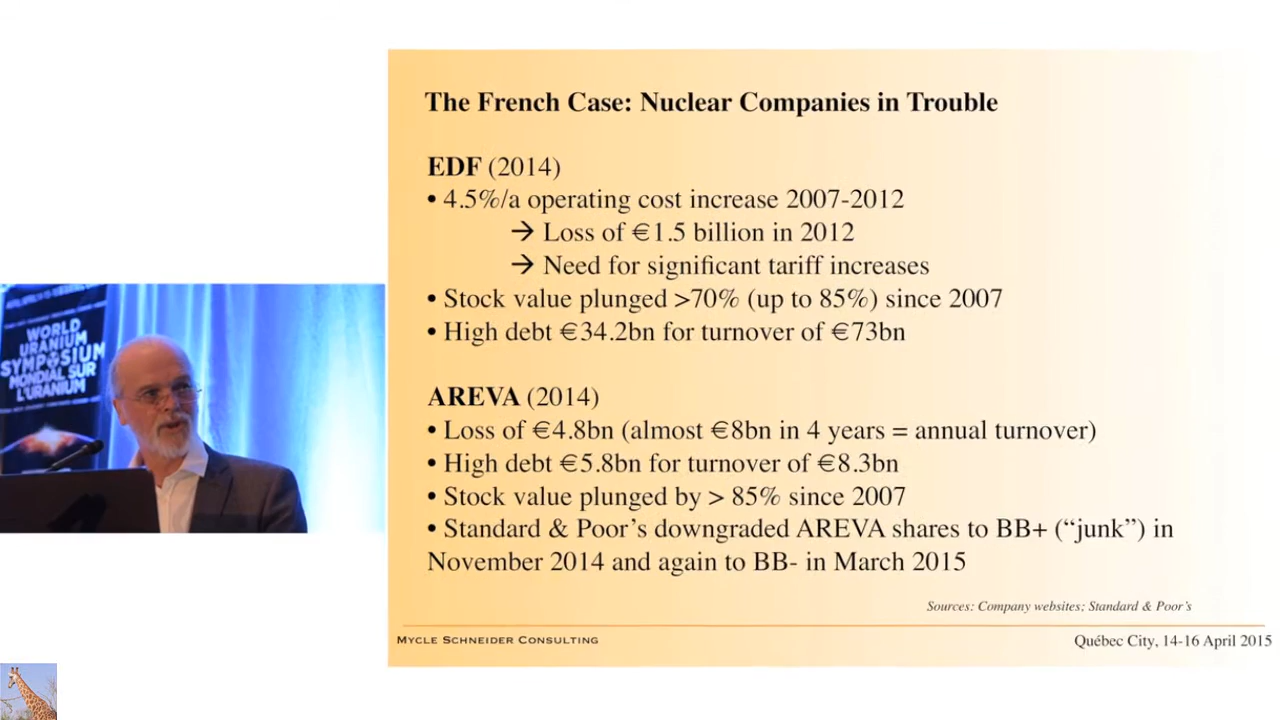 The French Case: Nuclear Companies in Trouble
EDF (2014)
• 4.5%/a operating cost increase 2007-2012
→ Loss of €1.5 billion in 2012
→ Need for significant tariff increases
• Stock value plunged >70% (up to 85%) since 2007
• High debt €34.2bn for turnover of €73bn
AREVA (2014)
• Loss of €4.8bn (almost €8bn in 4 years = annual turnover)
• High debt €5.8bn for turnover of €8.3bn
• Stock value plunged by > 85% since 2007
• Standard & Poor's downgraded AREVA shares to BB+ (“junk”) in
November 2014 and again to BB- in March 2015
Sources: Company websites; Standard & Poor's
MYCLE SCHNEIDER CONSULTING
Québec City, 14-16 April 2015
WORLD
URANIUM
SYMPOSIUM
MONDIAL SUR
L'URANIUM